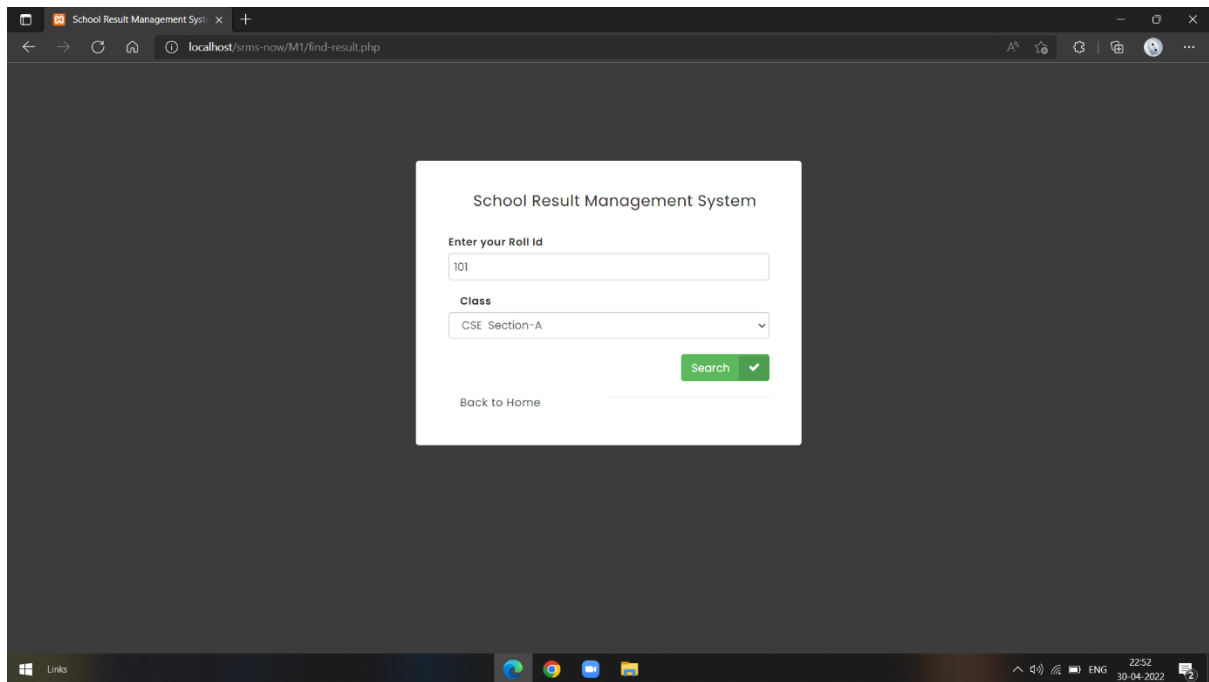 School Result Management Syst
localhost/srms-now/M1/find-result.php
School Result Management System
Enter your Roll Id
101
Class
CSE Section-A
Search
Back to Home
Links
ENG
22:52
30-04-2022
2